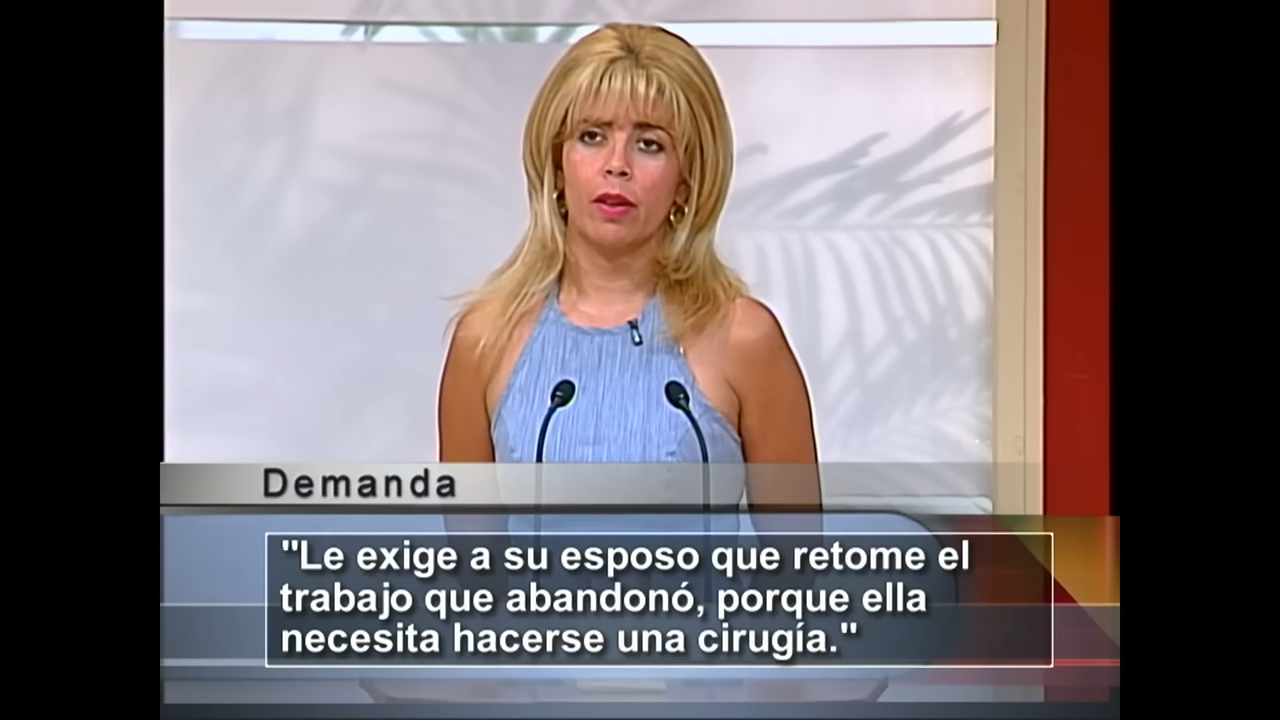 Demanda
"Le exige a su esposo que retome el
trabajo que abandonó, porque ella
necesita hacerse una cirugía."